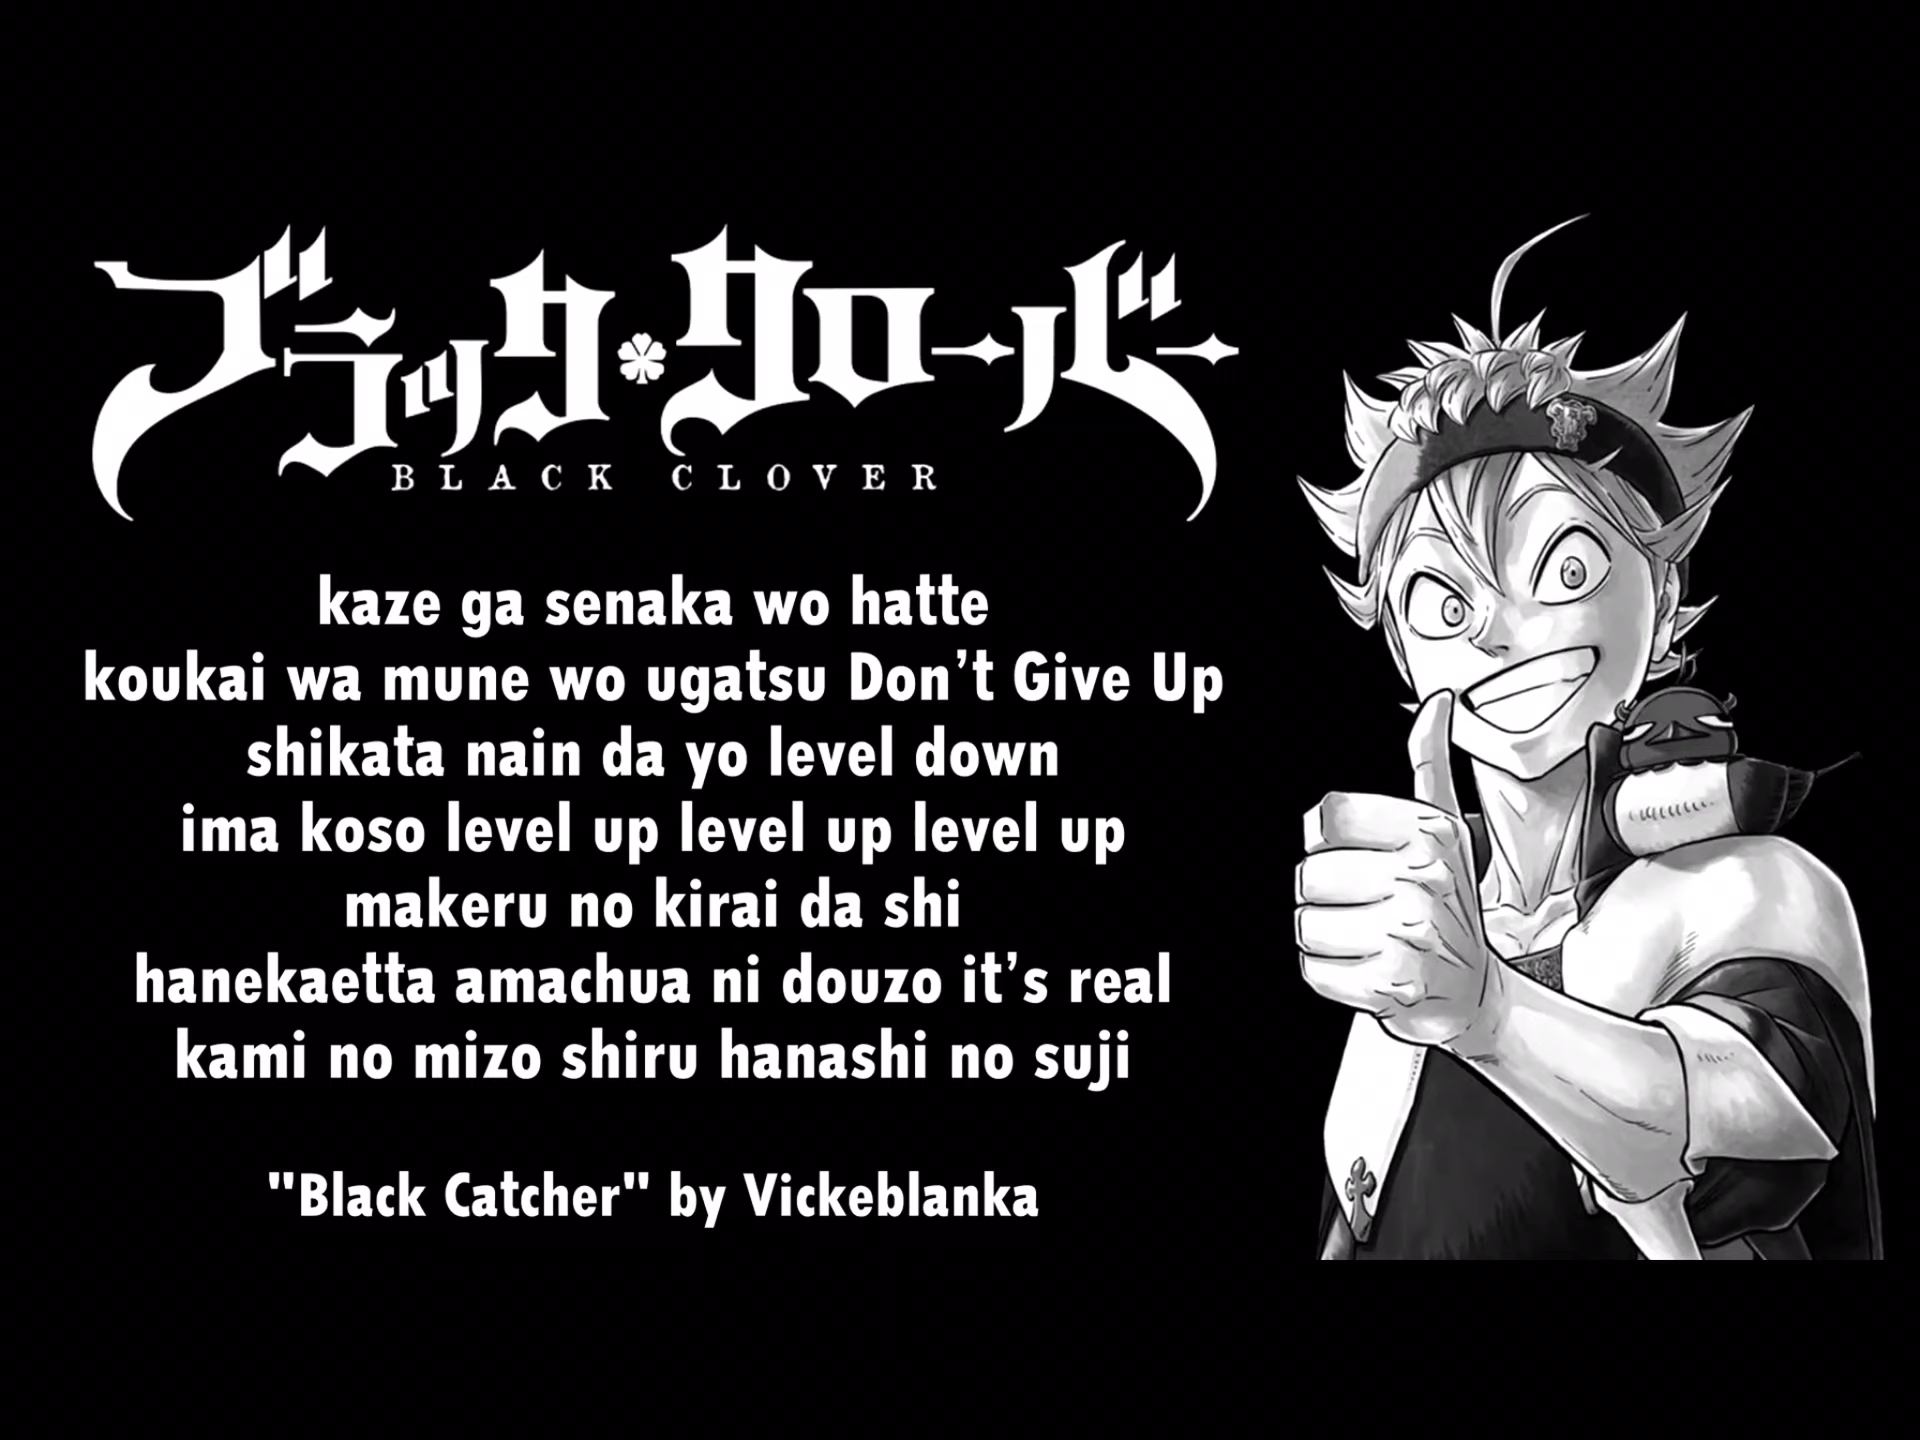 ブラック・クローバー
BLACK CLOVER
kaze ga senaka wo hatte
koukai wa mune wo ugatsu Don’t Give Up
shikata nain da yo level down
ima koso level up level up level up
makeru no kirai da shi
hanekaetta amachua ni douzo it’s real
kami no mizo shiru hanashi no suji
"Black Catcher" by Vickeblanka